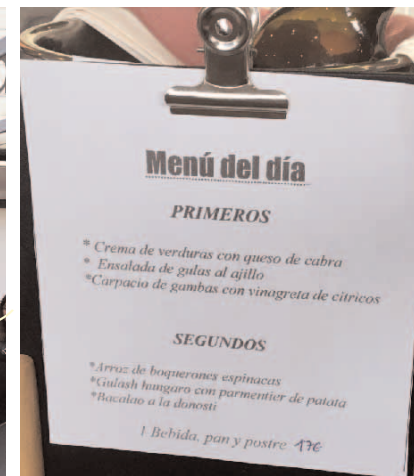 Menú del día
PRIMEROS
* Crema de verduras con queso de cabra
* Ensalada de gulas al ajillo
*Carpacio de gambas con vinagreta de cítricos
SEGUNDOS
*Arroz de boquerones espinacas
*Gulash hungaro con parmentier de patata
*Bacalao a la donosti
1 Bebida, pan y postre 17€